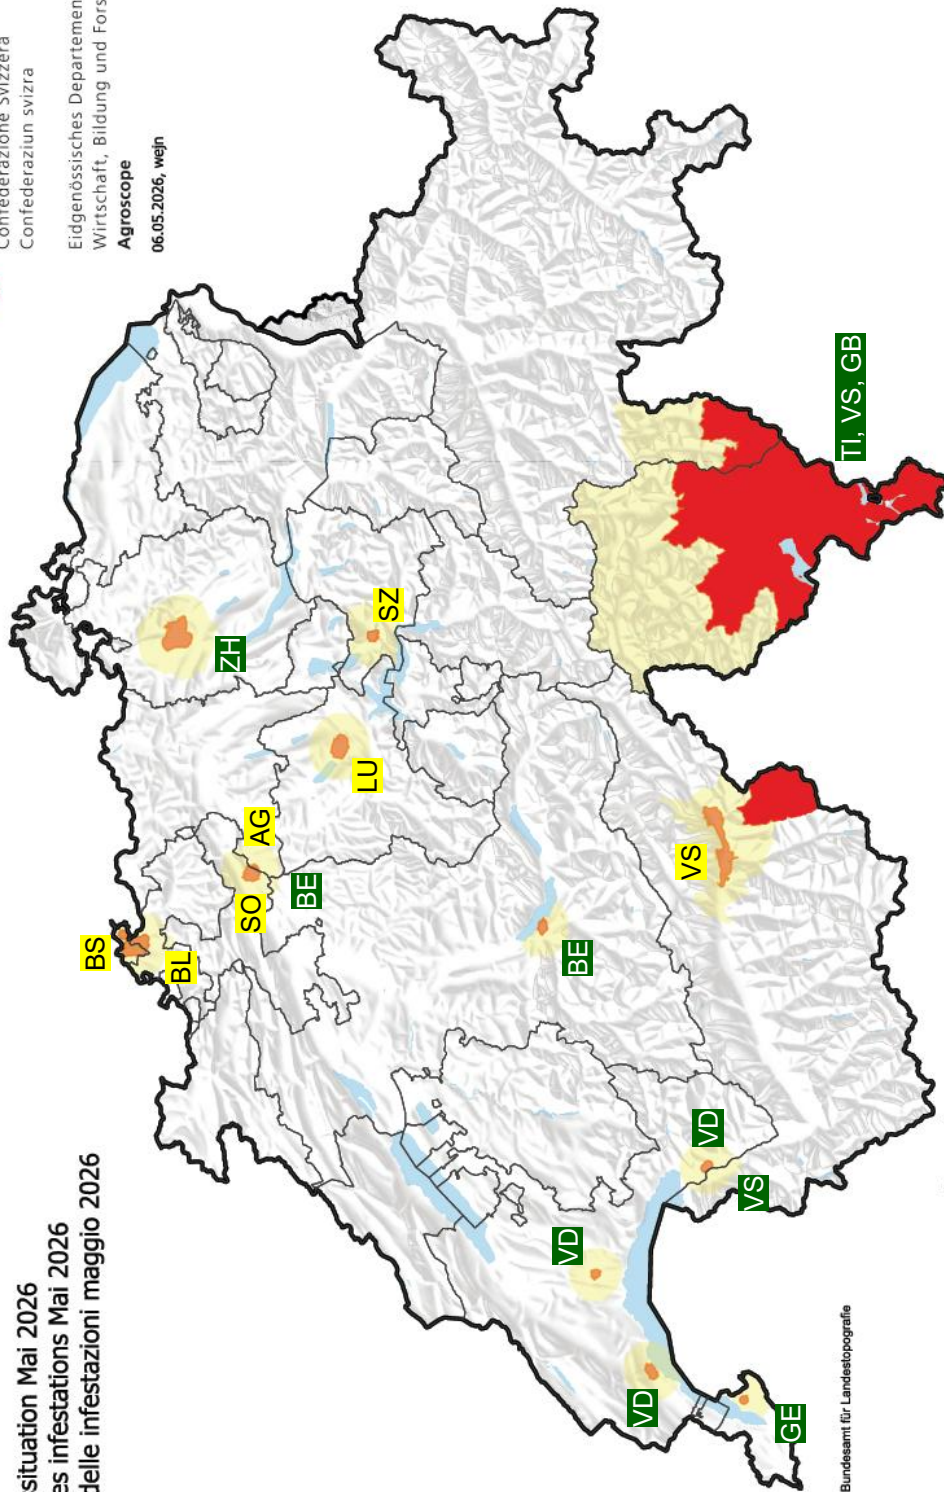 Confederazione Svizzera
Confederaziun svizra
Eidgenössisches Departemen
Wirtschaft, Bildung und Fors
Agroscope
06.05.2026, wejn
situation Mai 2026
es infestations Mai 2026
delle infestazioni maggio 2026
BS
BL
SO
AG
BE
LU
ZH
SZ
BE
VS
TI, VS, GB
VD
VD
VS
VD
GE
Bundesamt für Landestopografie